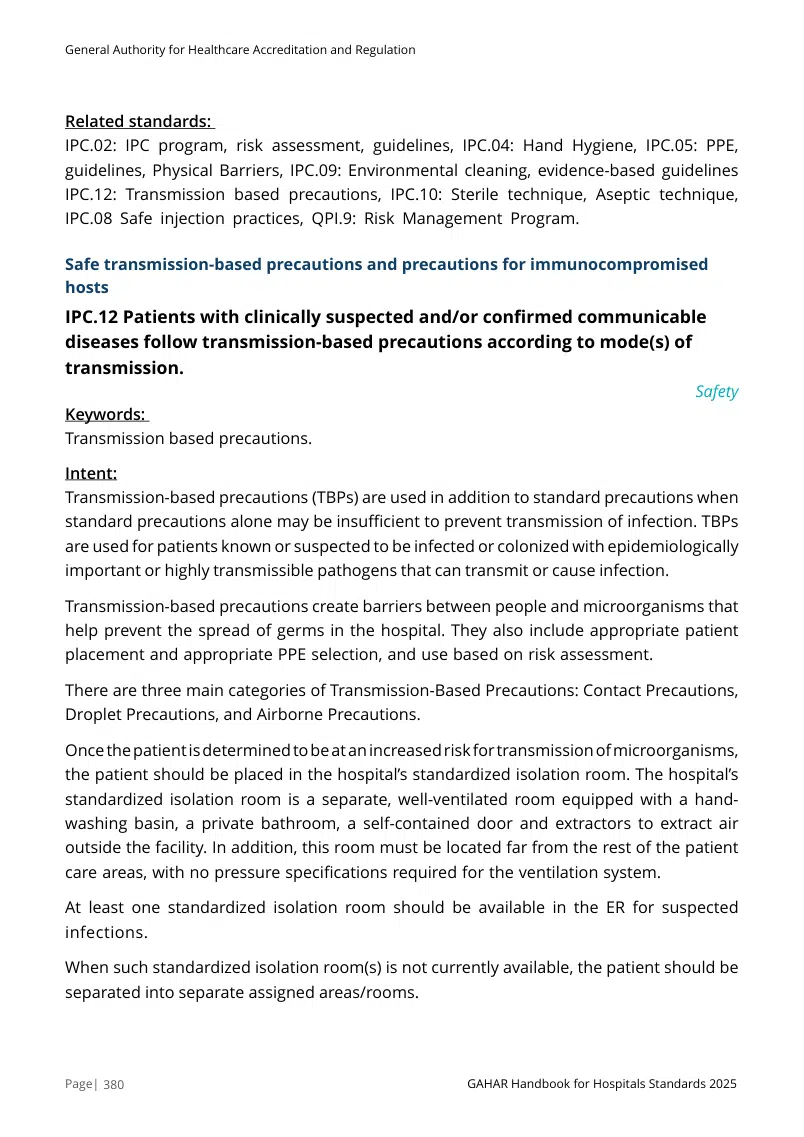 General Authority for Healthcare Accreditation and Regulation
Related standards:
IPC.02: IPC program, risk assessment, guidelines, IPC.04: Hand Hygiene, IPC.05: PPE,
guidelines, Physical Barriers, IPC.09: Environmental cleaning, evidence-based guidelines
IPC.12: Transmission based precautions, IPC.10: Sterile technique, Aseptic technique,
IPC.08 Safe injection practices, QPI.9: Risk Management Program.
Safe transmission-based precautions and precautions for immunocompromised
hosts
IPC.12 Patients with clinically suspected and/or confirmed communicable
diseases follow transmission-based precautions according to mode(s) of
transmission.
Safety
Keywords:
Transmission based precautions.
Intent:
Transmission-based precautions (TBPs) are used in addition to standard precautions when
standard precautions alone may be insufficient to prevent transmission of infection. TBPs
are used for patients known or suspected to be infected or colonized with epidemiologically
important or highly transmissible pathogens that can transmit or cause infection.
Transmission-based precautions create barriers between people and microorganisms that
help prevent the spread of germs in the hospital. They also include appropriate patient
placement and appropriate PPE selection, and use based on risk assessment.
There are three main categories of Transmission-Based Precautions: Contact Precautions,
Droplet Precautions, and Airborne Precautions.
Once the patient is determined to be at an increased risk for transmission of microorganisms,
the patient should be placed in the hospital’s standardized isolation room. The hospital’s
standardized isolation room is a separate, well-ventilated room equipped with a hand-
washing basin, a private bathroom, a self-contained door and extractors to extract air
outside the facility. In addition, this room must be located far from the rest of the patient
care areas, with no pressure specifications required for the ventilation system.
At least one standardized isolation room should be available in the ER for suspected
infections.
When such standardized isolation room(s) is not currently available, the patient should be
separated into separate assigned areas/rooms.
Page| 380
GAHAR Handbook for Hospitals Standards 2025